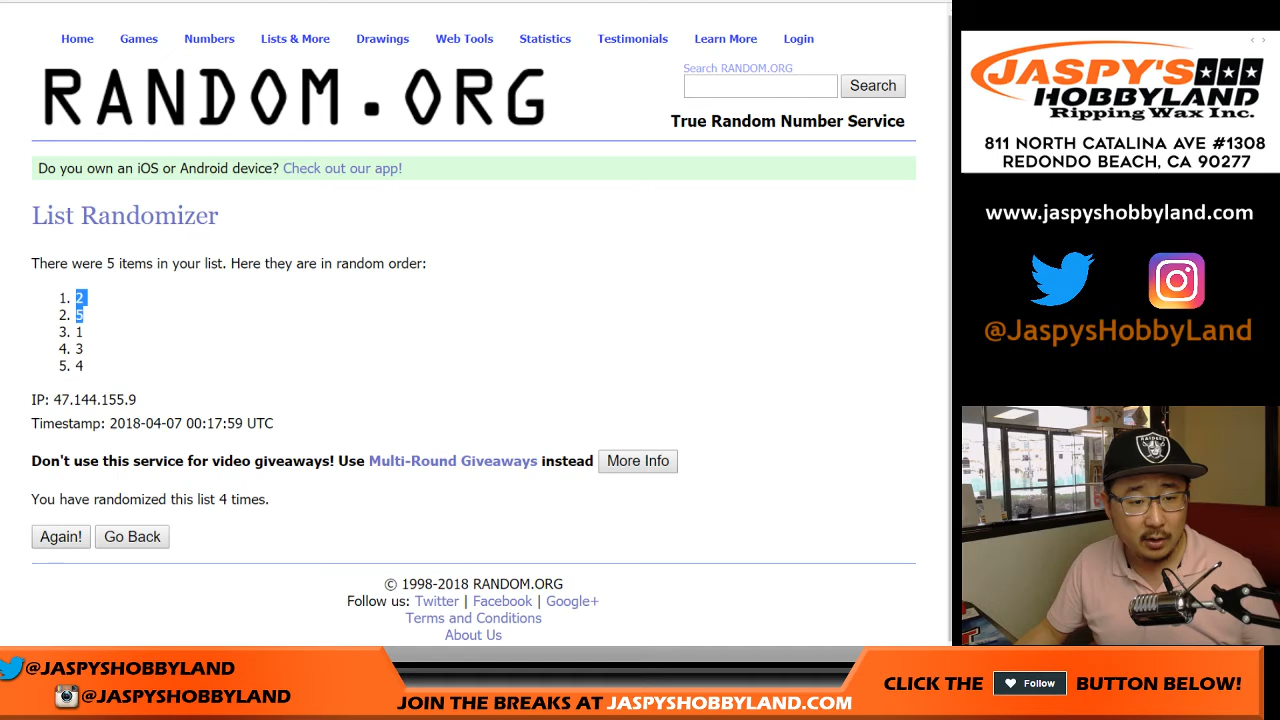 Home Games Numbers Lists & More Drawings Web Tools Statistics Testimonials Learn More Login
RANDOM.ORG
Search RANDOM.ORG
Search
True Random Number Service
Do you own an iOS or Android device? Check out our app!
List Randomizer
There were 5 items in your list. Here they are in random order:
1. 2
2. 5
3. 1
4. 3
5. 4
IP: 47.144.155.9
Timestamp: 2018-04-07 00:17:59 UTC
Don't use this service for video giveaways! Use Multi-Round Giveaways instead More Info
You have randomized this list 4 times.
Again! Go Back
© 1998-2018 RANDOM.ORG
Follow us: Twitter | Facebook | Google+
Terms and Conditions
About Us
JASPY'S
HOBBYLAND
Ripping Wax Inc.
811 NORTH CATALINA AVE #1308
REDONDO BEACH, CA 90277
www.jaspyshobbyland.com
@JaspysHobbyLand
RAIDERS
@JASPYSHOBBYLAND
@JASPYSHOBBYLAND
JOIN THE BREAKS AT JASPYSHOBBYLAND.COM
CLICK THE Follow BUTTON BELOW!